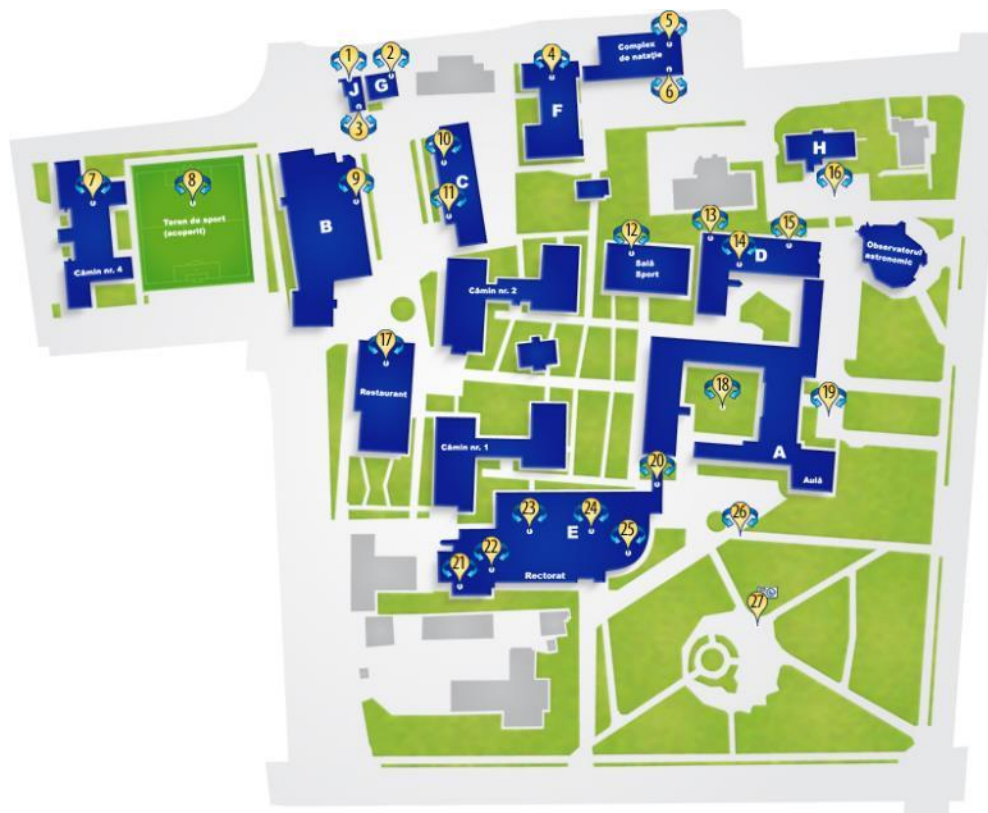 5
Complex
de natație
6
4
F
1
2
J
G
3
10
C
11
H
16
7
8
Teren de sport
(acoperit)
9
B
Cămin nr. 4
12
Sală
Sport
13
14
D
15
Observatorul
astronomic
Cămin nr. 2
17
Restaurant
18
19
Cămin nr. 1
A
Aulă
20
23
24
E
25
26
21
22
Rectorat
27